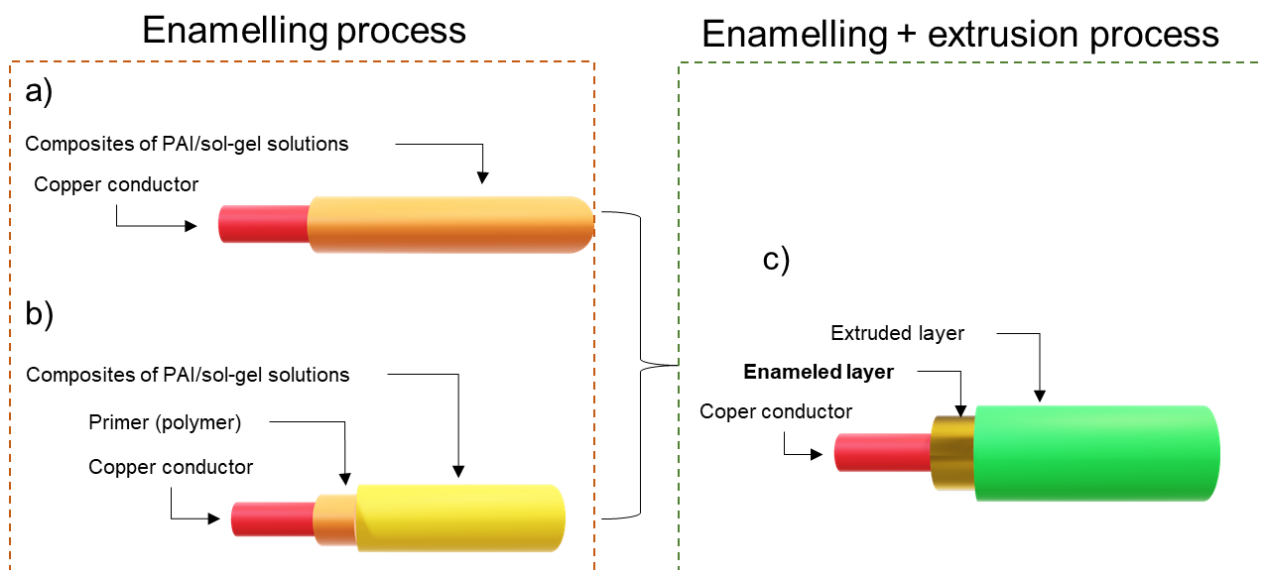 Enamelling process
a)
Composites of PAI/sol-gel solutions
Copper conductor
b)
Composites of PAI/sol-gel solutions
Primer (polymer)
Copper conductor
Enamelling + extrusion process
c)
Extruded layer
Enameled layer
Coper conductor